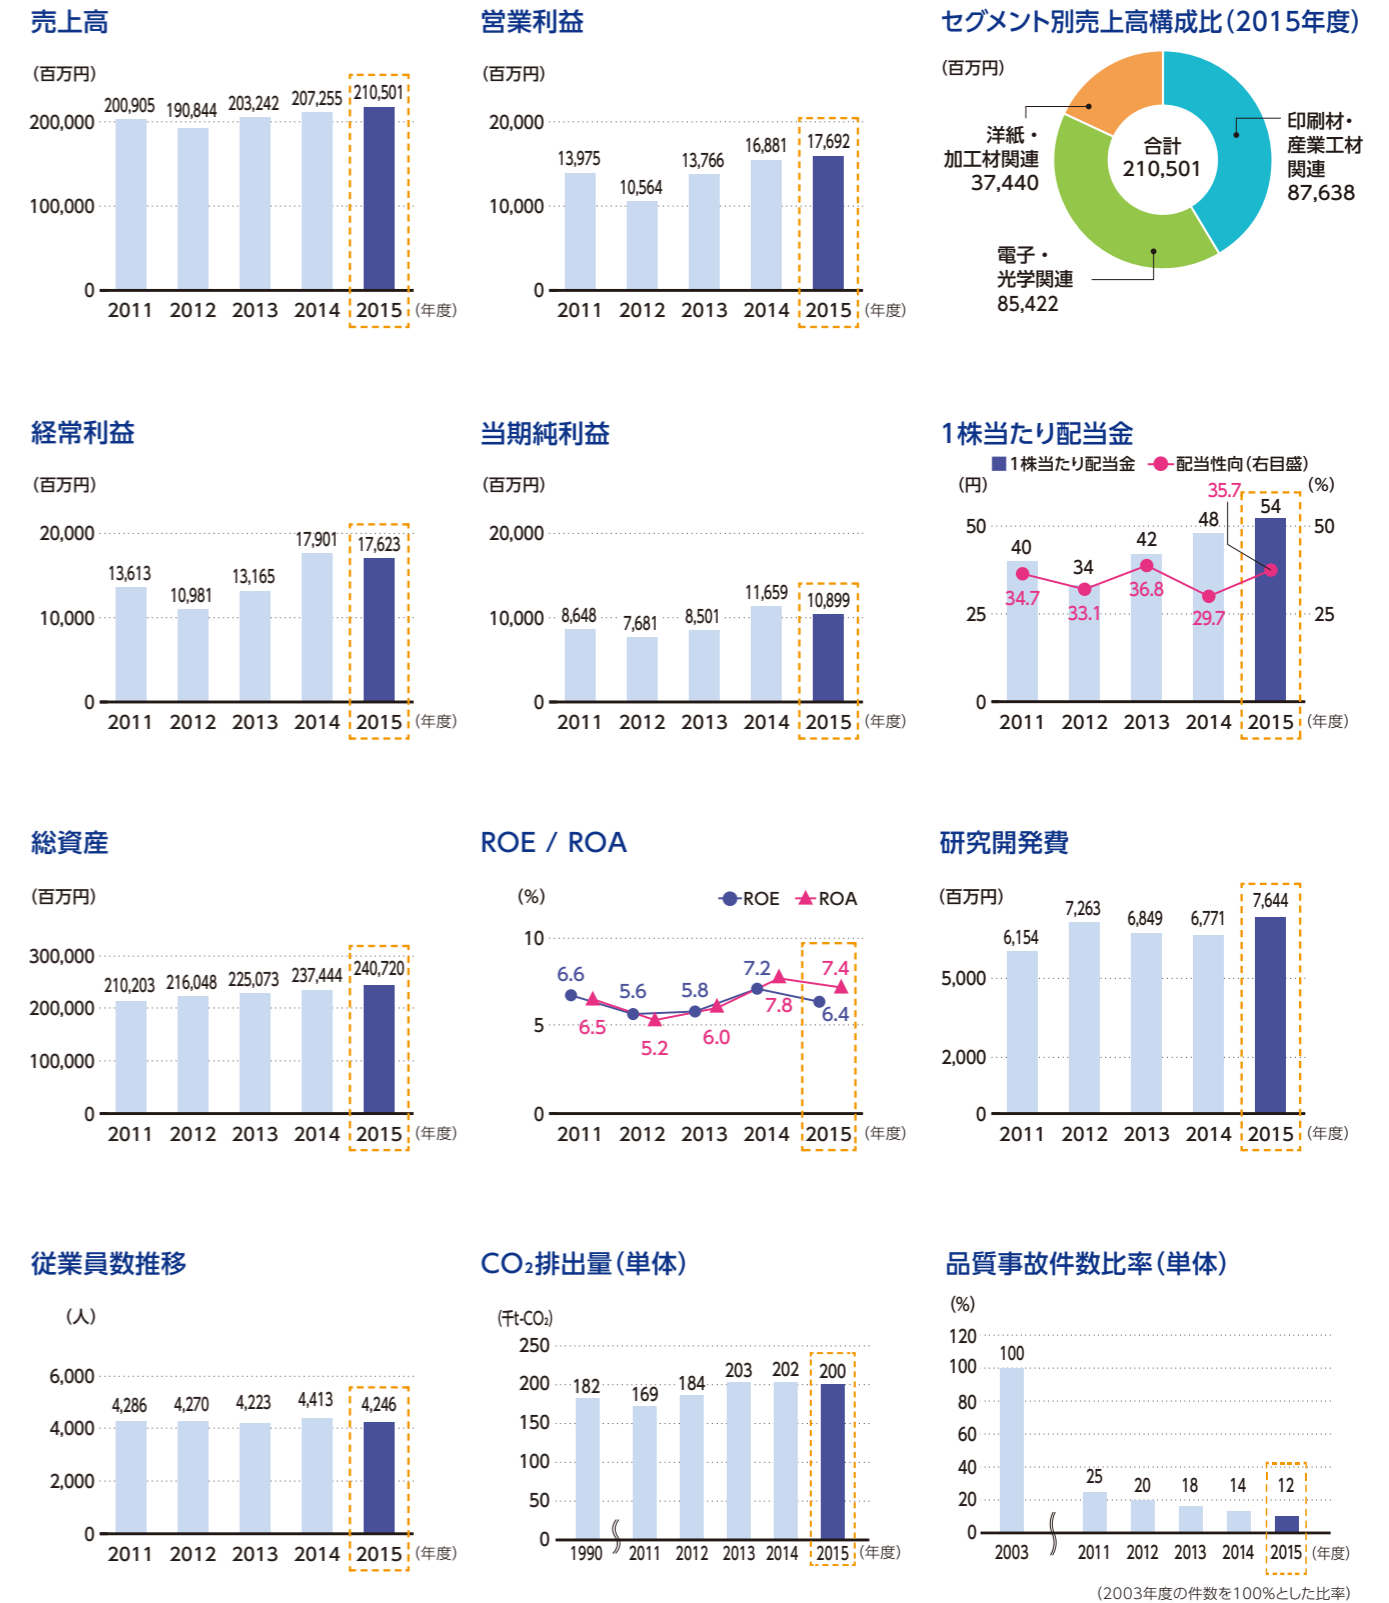 売上高
（百万円）
200,905 190,844 203,242 207,255 210,501
200,000
100,000
0
2011 2012 2013 2014 2015 （年度）
営業利益
（百万円）
20,000
13,975 10,564 13,766 16,881 17,692
10,000
0
2011 2012 2013 2014 2015 （年度）
セグメント別売上高構成比（2015年度）
（百万円）
合計
210,501
印刷材・
産業工材
関連
87,638
洋紙・
加工材関連
37,440
電子・
光学関連
85,422
経常利益
（百万円）
20,000
13,613 10,981 13,165 17,901 17,623
10,000
0
2011 2012 2013 2014 2015 （年度）
当期純利益
（百万円）
20,000
8,648 7,681 8,501 11,659 10,899
10,000
0
2011 2012 2013 2014 2015 （年度）
1株当たり配当金
1株当たり配当金 配当性向（右目盛）
（円） （%）
50 50
40 34 42 48 54
34.7 33.1 36.8 29.7 35.7
25 25
0
2011 2012 2013 2014 2015 （年度）
総資産
（百万円）
300,000
210,203 216,048 225,073 237,444 240,720
200,000
100,000
0
2011 2012 2013 2014 2015 （年度）
ROE / ROA
（%）
ROE ROA
10
6.6 5.6 5.8 7.2 6.4
6.5 5.2 6.0 7.8 7.4
5
0
2011 2012 2013 2014 2015 （年度）
研究開発費
（百万円）
6,154 7,263 6,849 6,771 7,644
5,000
2,000
0
2011 2012 2013 2014 2015 （年度）
従業員数推移
（人）
6,000
4,286 4,270 4,223 4,413 4,246
4,000
2,000
0
2011 2012 2013 2014 2015 （年度）
CO₂排出量（単体）
（千t-CO₂）
250
200
150
100
50
0
182 169 184 203 202 200
1990 2011 2012 2013 2014 2015 （年度）
品質事故件数比率（単体）
（%）
120
100
80
60
40
20
0
100 25 20 18 14 12
2003 2011 2012 2013 2014 2015 （年度）
（2003年度の件数を100%とした比率）